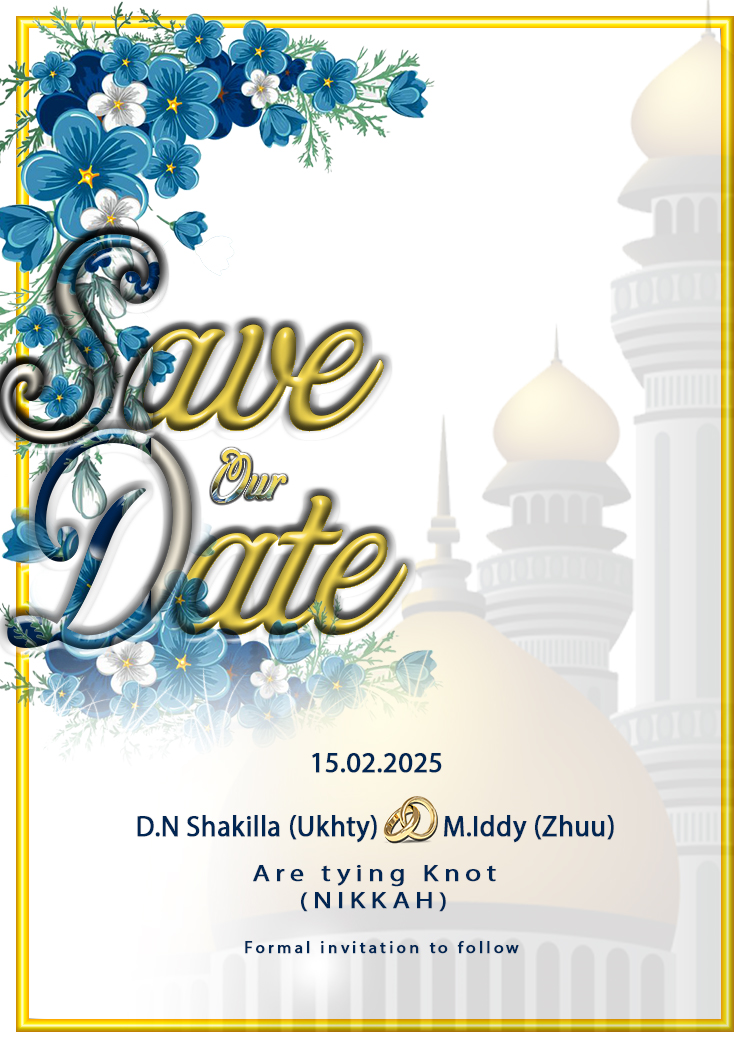 Save
Our
Date
15.02.2025
D.N Shakilla (Ukhty) M.Iddy (Zhuu)
Are tying Knot
(NIKKAH)
Formal invitation to follow